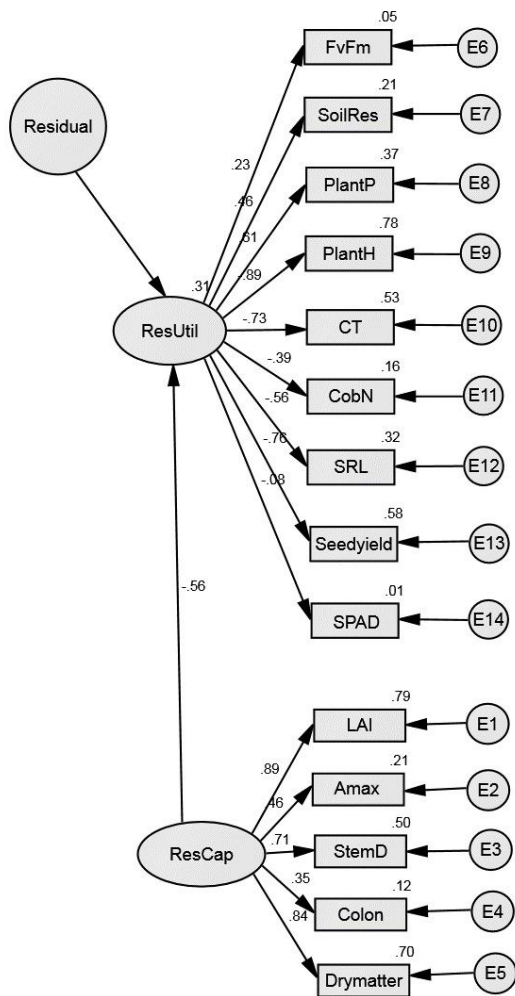 .05
FvFm
E6
.21
SoilRes
E7
Residual
.23
.37
.46
PlantP
E8
.61
.78
-.89
PlantH
E9
.31
ResUtil
.53
-.73
CT
E10
-.39
.16
CobN
E11
-.56
.32
SRL
E12
-.76
-.08
.58
Seedyield
E13
.01
SPAD
E14
-.56
.79
LAI
E1
.89
.21
Amax
E2
.46
.50
StemD
E3
.71
ResCap
.35
.12
Colon
E4
.84
.70
Drymatter
E5